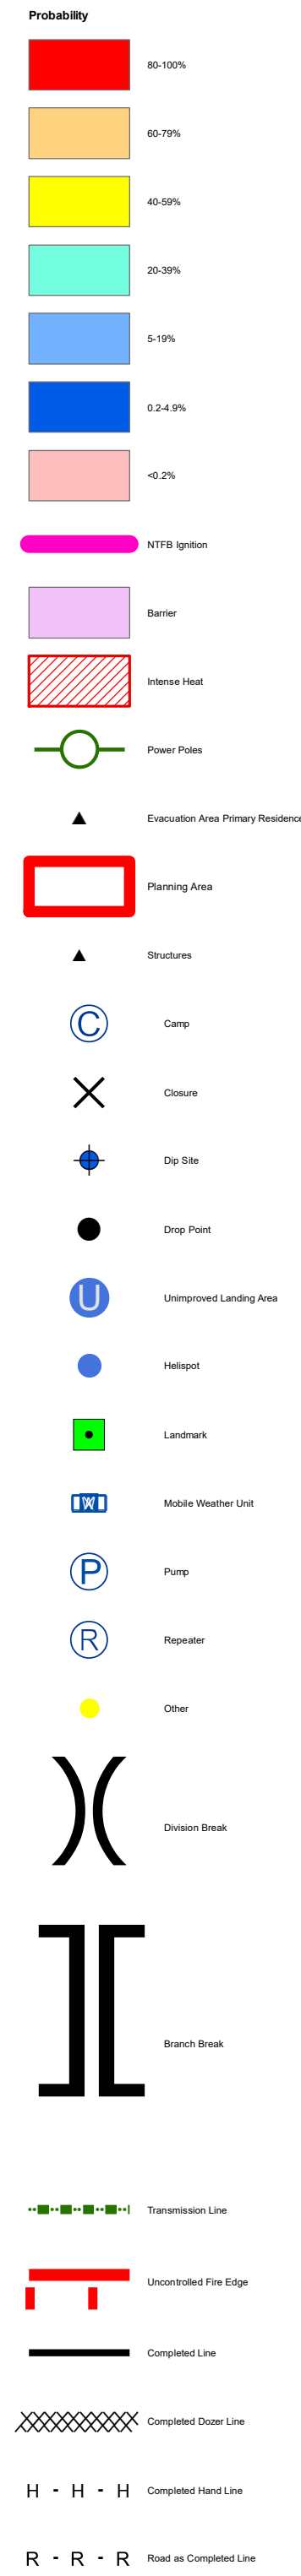 Probability
80-100%
60-79%
40-59%
20-39%
5-19%
0.2-4.9%
<0.2%
NTFB Ignition
Barrier
Intense Heat
Power Poles
Evacuation Area Primary Residence
Planning Area
Structures
C Camp
Closure
Dip Site
Drop Point
U Unimproved Landing Area
Helispot
Landmark
W Mobile Weather Unit
P Pump
R Repeater
Other
Division Break
Branch Break
Transmission Line
Uncontrolled Fire Edge
Completed Line
Completed Dozer Line
H - H - H Completed Hand Line
R - R - R Road as Completed Line